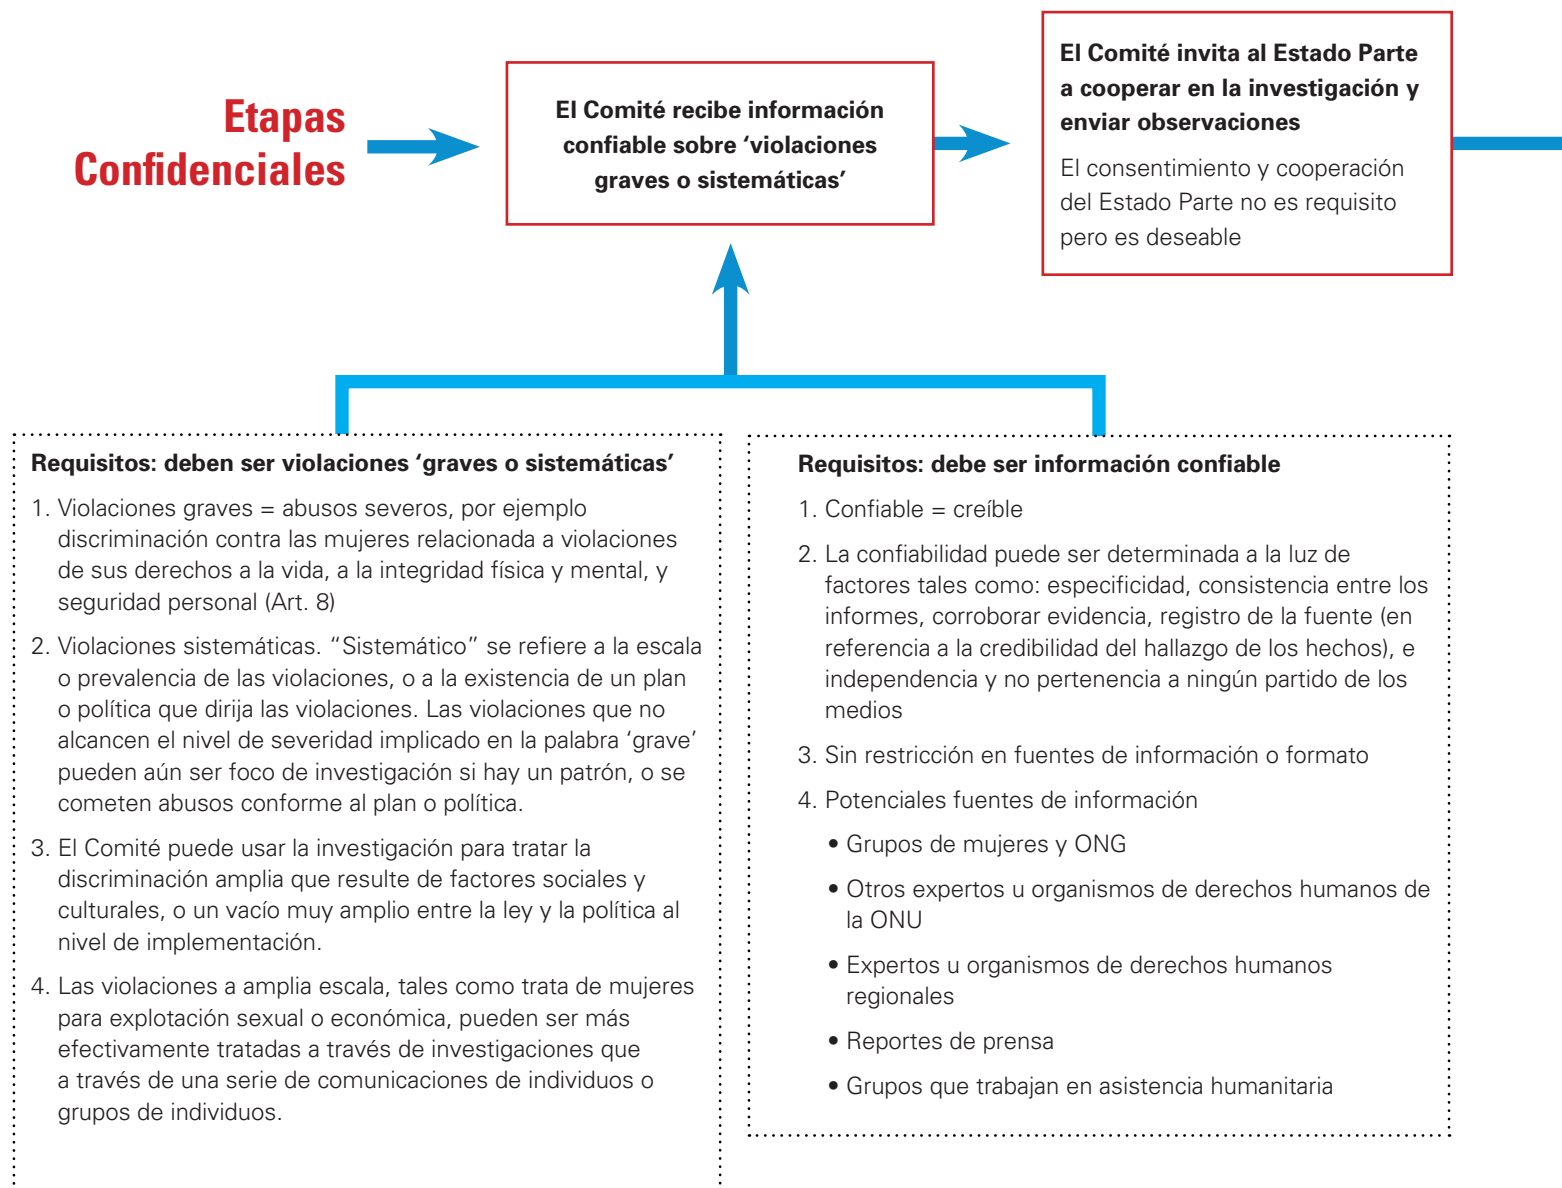 Etapas
Confidenciales
El Comité recibe información
confiable sobre ‘violaciones
graves o sistemáticas’
El Comité invita al Estado Parte
a cooperar en la investigación y
enviar observaciones
El consentimiento y cooperación
del Estado Parte no es requisito
pero es deseable
Requisitos: deben ser violaciones ‘graves o sistemáticas’
1. Violaciones graves = abusos severos, por ejemplo
discriminación contra las mujeres relacionada a violaciones
de sus derechos a la vida, a la integridad física y mental, y
seguridad personal (Art. 8)
2. Violaciones sistemáticas. “Sistemático” se refiere a la escala
o prevalencia de las violaciones, o a la existencia de un plan
o política que dirija las violaciones. Las violaciones que no
alcancen el nivel de severidad implicado en la palabra ‘grave’
pueden aún ser foco de investigación si hay un patrón, o se
cometen abusos conforme al plan o política.
3. El Comité puede usar la investigación para tratar la
discriminación amplia que resulte de factores sociales y
culturales, o un vacío muy amplio entre la ley y la política al
nivel de implementación.
4. Las violaciones a amplia escala, tales como trata de mujeres
para explotación sexual o económica, pueden ser más
efectivamente tratadas a través de investigaciones que
a través de una serie de comunicaciones de individuos o
grupos de individuos.
Requisitos: debe ser información confiable
1. Confiable = creíble
2. La confiabilidad puede ser determinada a la luz de
factores tales como: especificidad, consistencia entre los
informes, corroborar evidencia, registro de la fuente (en
referencia a la credibilidad del hallazgo de los hechos), e
independencia y no pertenencia a ningún partido de los
medios
3. Sin restricción en fuentes de información o formato
4. Potenciales fuentes de información
• Grupos de mujeres y ONG
• Otros expertos u organismos de derechos humanos de
la ONU
• Expertos u organismos de derechos humanos
regionales
• Reportes de prensa
• Grupos que trabajan en asistencia humanitaria